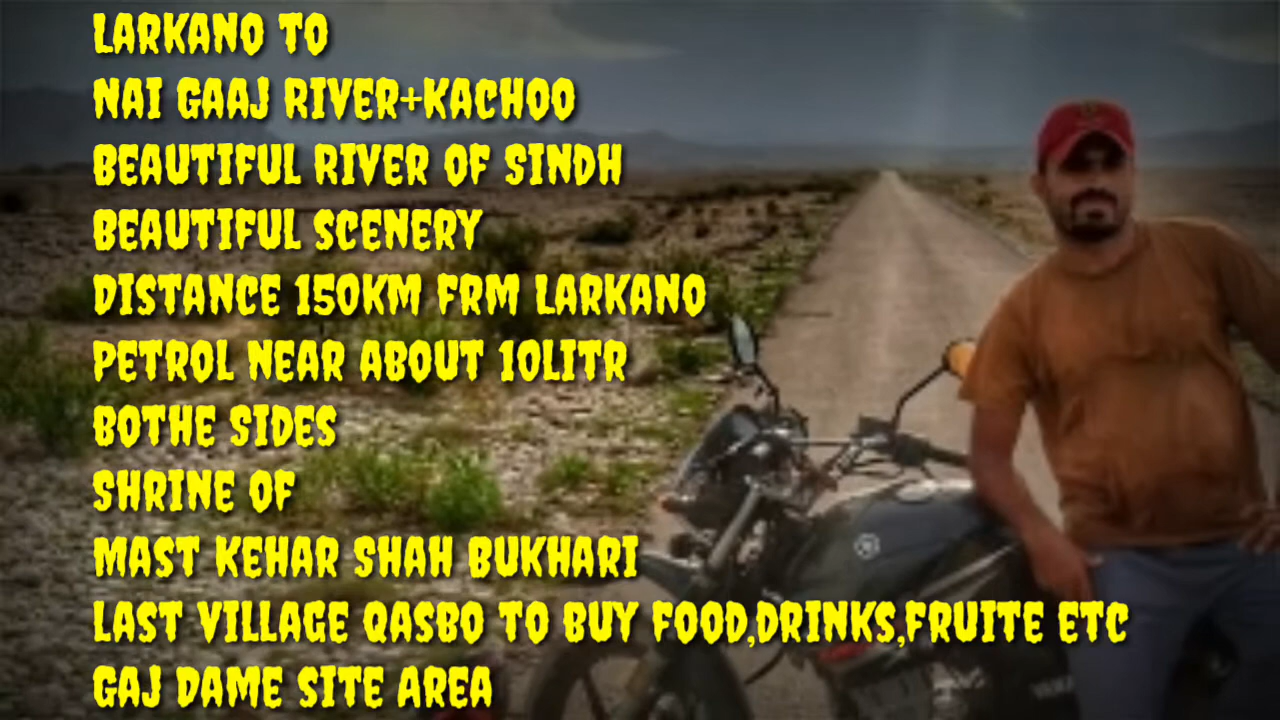 LARKANO TO
NAI GAAJ RIVER+KACHOO
BEAUTIFUL RIVER OF SINDH
BEAUTIFUL SCENERY
DISTANCE 150KM FRM LARKANO
PETROL NEAR ABOUT 10LITR
BOTHE SIDES
SHRINE OF
MAST KEHAR SHAH BUKHARI
LAST VILLAGE QASBO TO BUY FOOD,DRINKS,FRUITE ETC
GAJ DAME SITE AREA